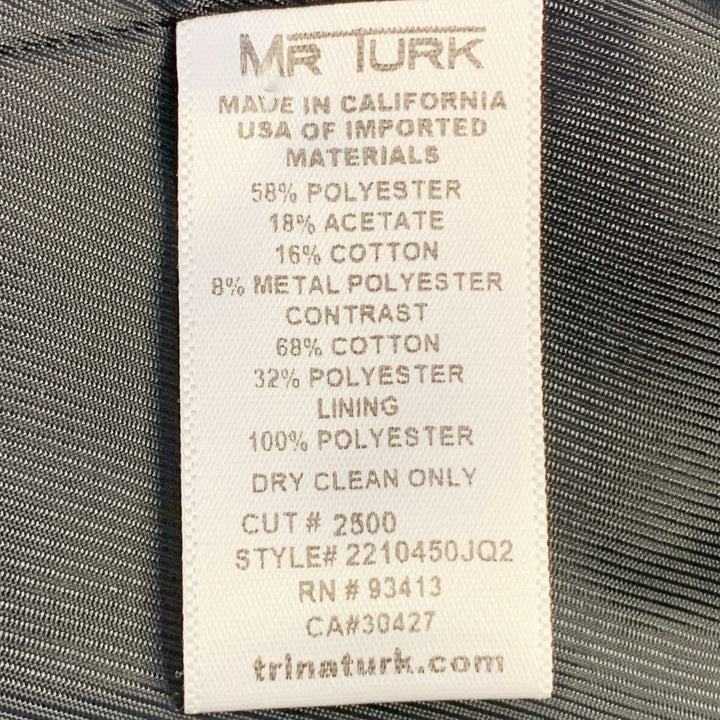 MR TURK
MADE IN CALIFORNIA
USA OF IMPORTED
MATERIALS
58% POLYESTER
18% ACETATE
16% COTTON
8% METAL POLYESTER
CONTRAST
68% COTTON
32% POLYESTER
LINING
100% POLYESTER
DRY CLEAN ONLY
CUT # 2500
STYLE# 2210450JQ2
RN # 93413
CA#30427
trinaturk.com